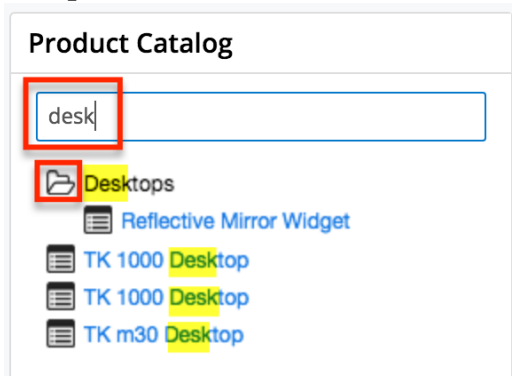 Product Catalog
desk
Desktops
Reflective Mirror Widget
TK 1000 Desktop
TK 1000 Desktop
TK m30 Desktop